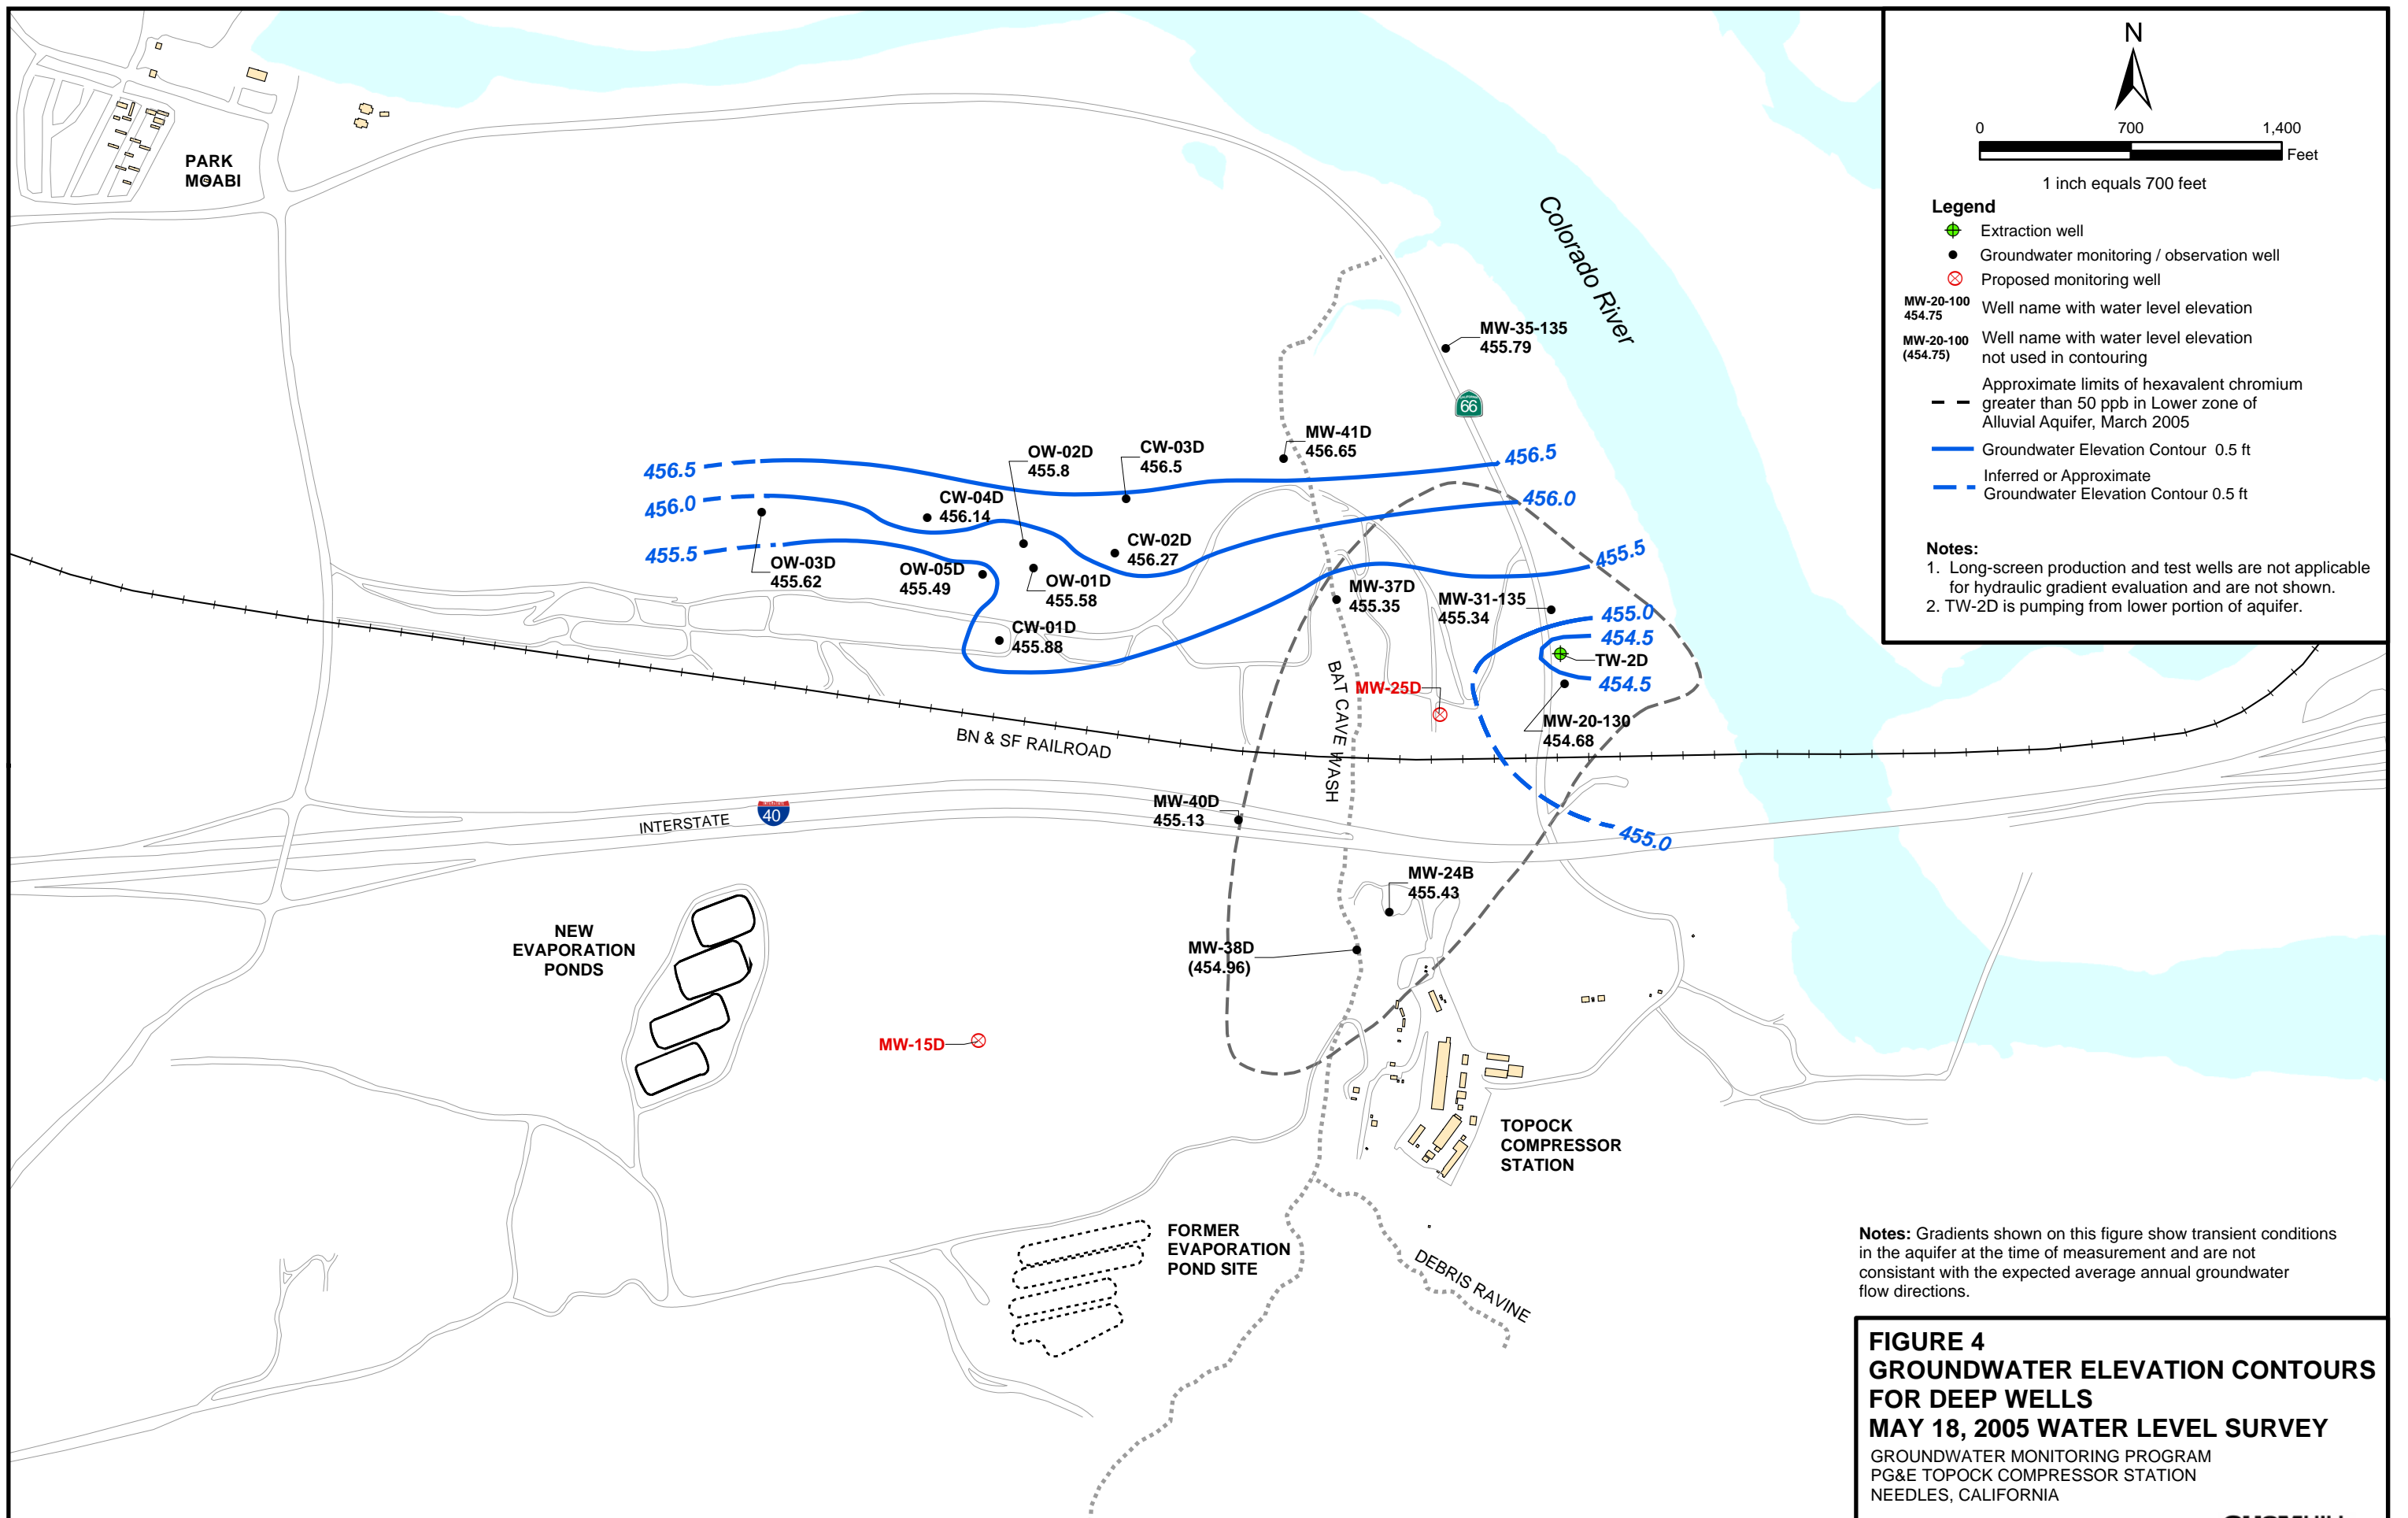 N
0 700 1,400
Feet
1 inch equals 700 feet
Legend
Extraction well
Groundwater monitoring / observation well
Proposed monitoring well
MW-20-100
454.75
Well name with water level elevation
MW-20-100
(454.75)
Well name with water level elevation
not used in contouring
Approximate limits of hexavalent chromium
greater than 50 ppb in Lower zone of
Alluvial Aquifer, March 2005
Groundwater Elevation Contour 0.5 ft
Inferred or Approximate
Groundwater Elevation Contour 0.5 ft
Notes:
1. Long-screen production and test wells are not applicable
for hydraulic gradient evaluation and are not shown.
2. TW-2D is pumping from lower portion of aquifer.
PARK
MOABI
Colorado River
MW-35-135
455.79
66
MW-41D
456.65
CW-03D
456.5
OW-02D
455.8
456.5
456.5
CW-04D
456.14
456.0
456.0
CW-02D
456.27
455.5
455.5
OW-03D
455.62
OW-05D
455.49
OW-01D
455.58
MW-37D
455.35
MW-31-135
455.34
455.0
454.5
CW-01D
455.88
TW-2D
454.5
MW-25D
BAT CAVE WASH
MW-20-130
454.68
BN & SF RAILROAD
MW-40D
455.13
INTERSTATE
40
455.0
MW-24B
455.43
NEW
EVAPORATION
PONDS
MW-38D
(454.96)
MW-15D
TOPOCK
COMPRESSOR
STATION
FORMER
EVAPORATION
POND SITE
DEBRIS RAVINE
Notes: Gradients shown on this figure show transient conditions
in the aquifer at the time of measurement and are not
consistant with the expected average annual groundwater
flow directions.
FIGURE 4
GROUNDWATER ELEVATION CONTOURS
FOR DEEP WELLS
MAY 18, 2005 WATER LEVEL SURVEY
GROUNDWATER MONITORING PROGRAM
PG&E TOPOCK COMPRESSOR STATION
NEEDLES, CALIFORNIA